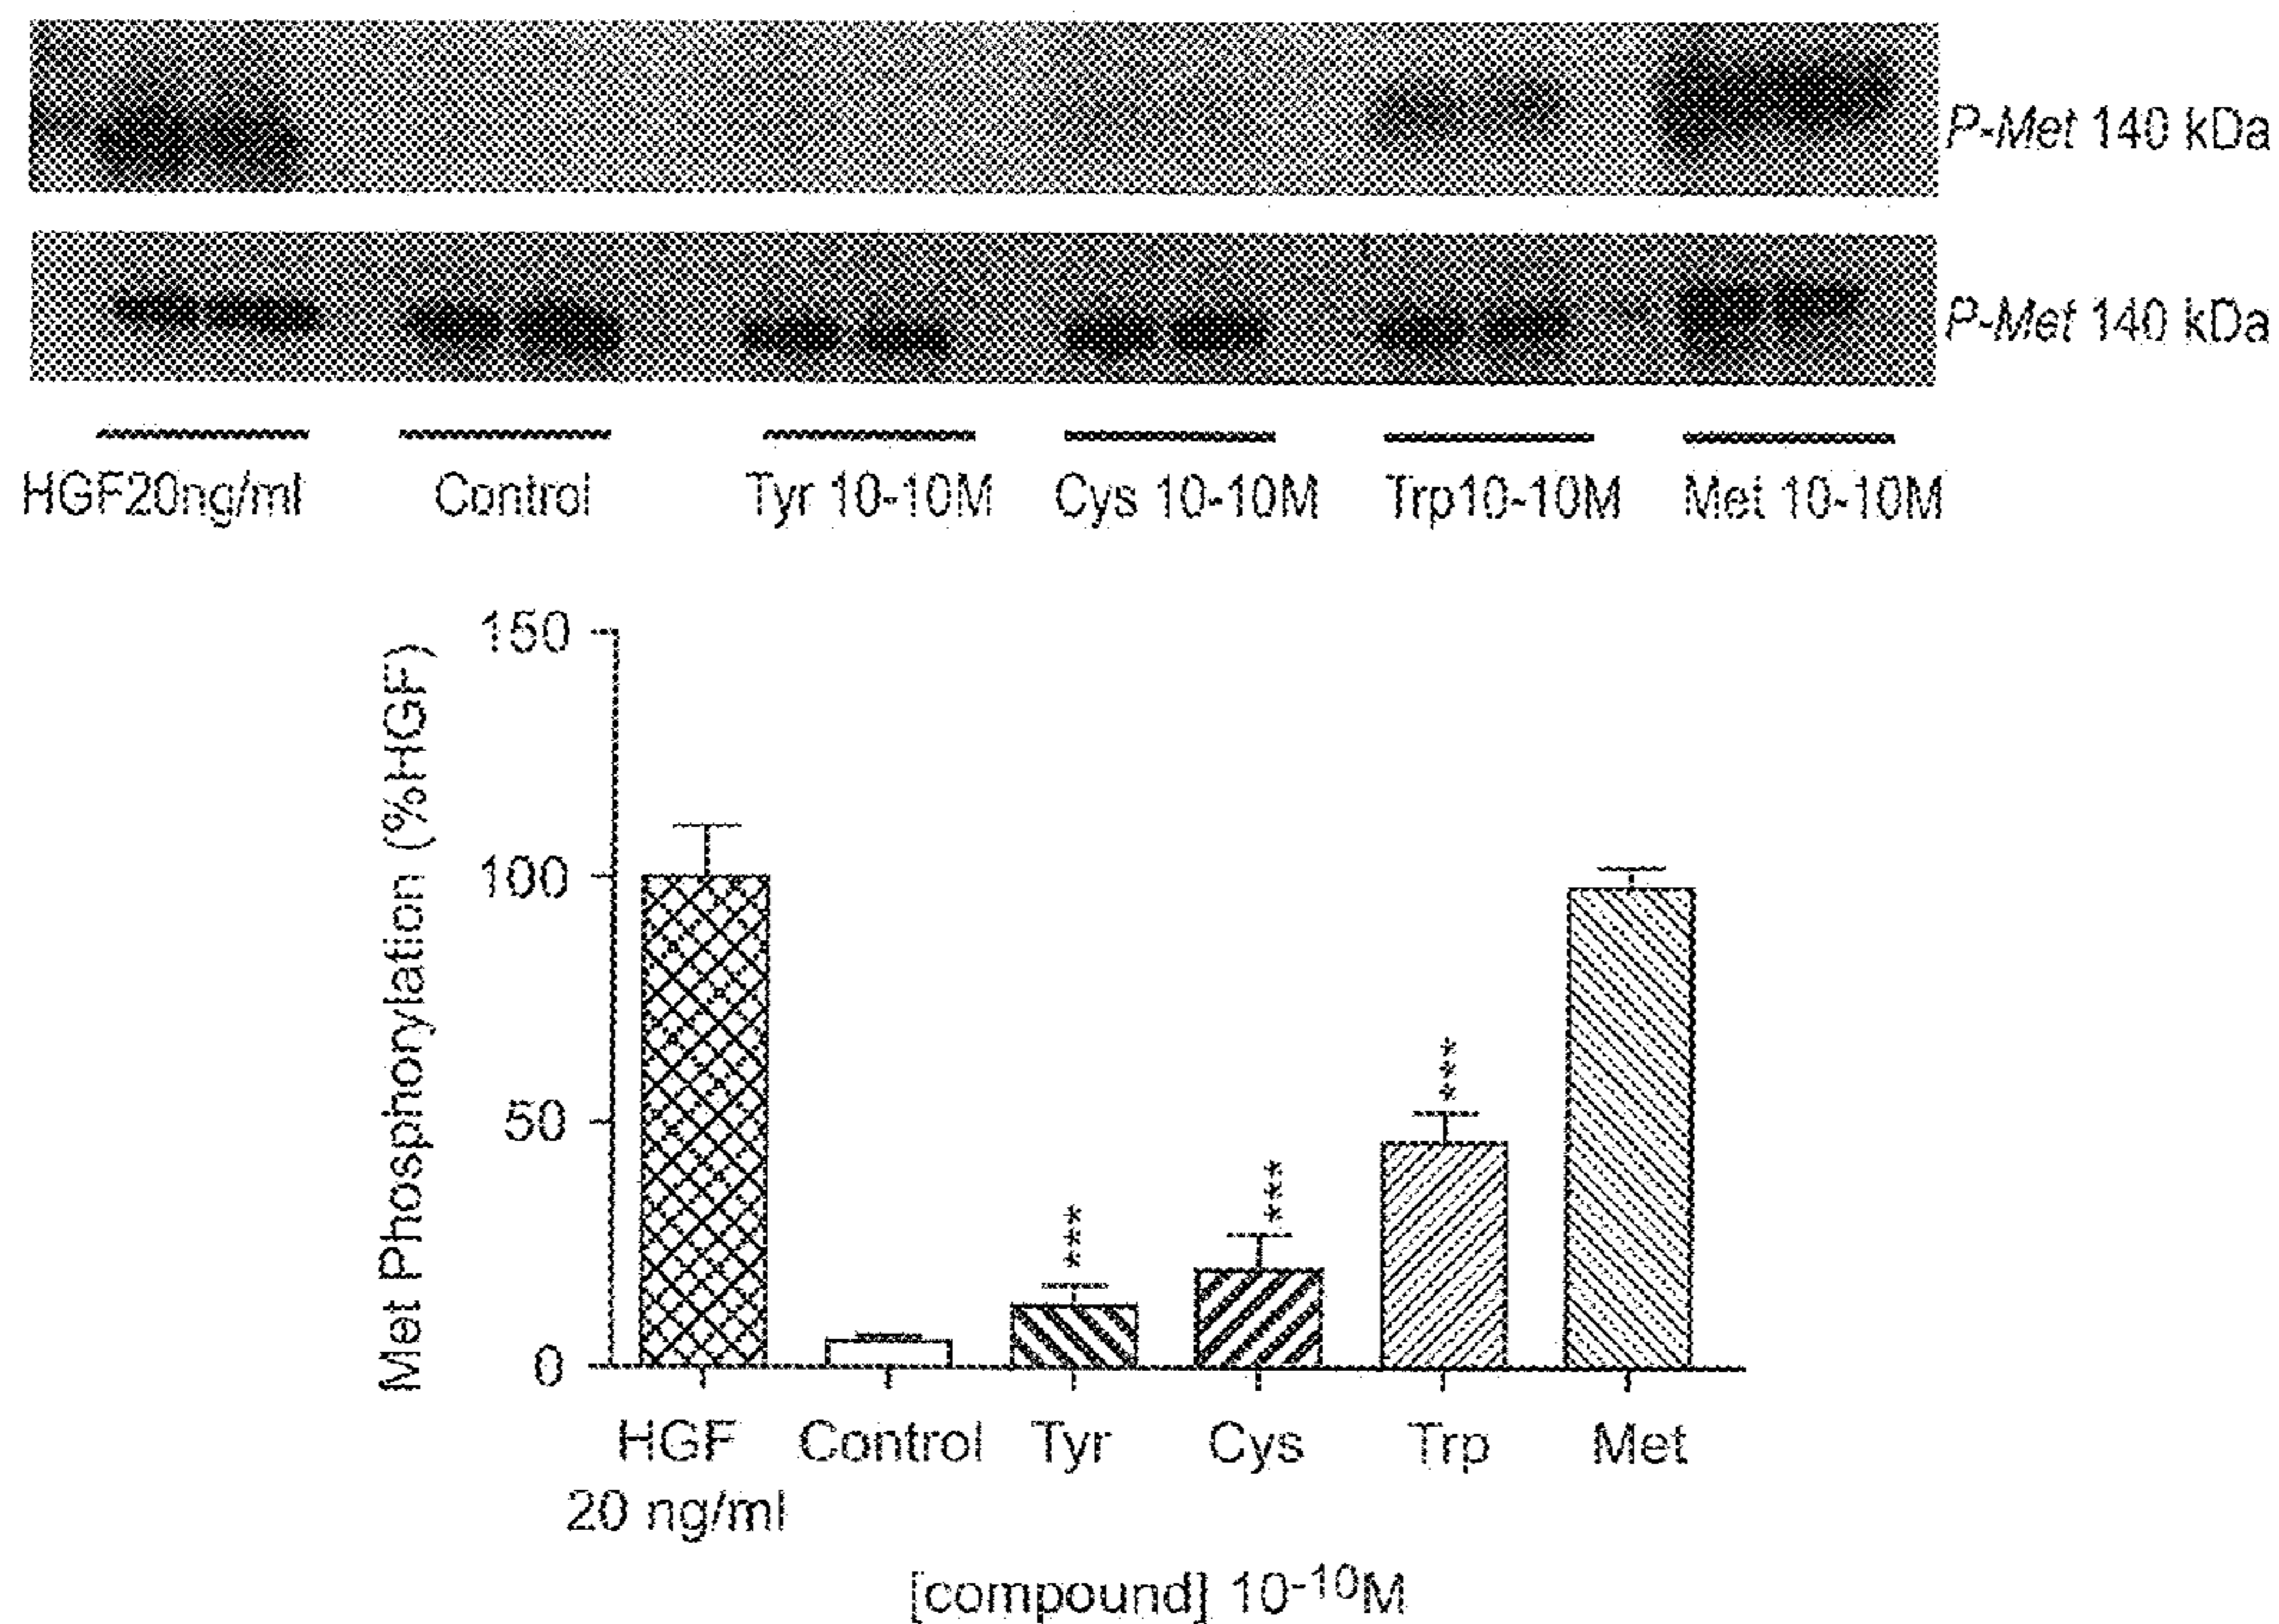 P-Met 140 kDa
P-Met 140 kDa
HGF20ng/ml Control Tyr 10-10M Cys 10-10M Trp10-10M Met 10-10M
Met Phosphorylation (%HGF)
150
100
50
0
***
***
***
HGF Control Tyr Cys Trp Met
20 ng/ml
[compound] 10⁻¹⁰M